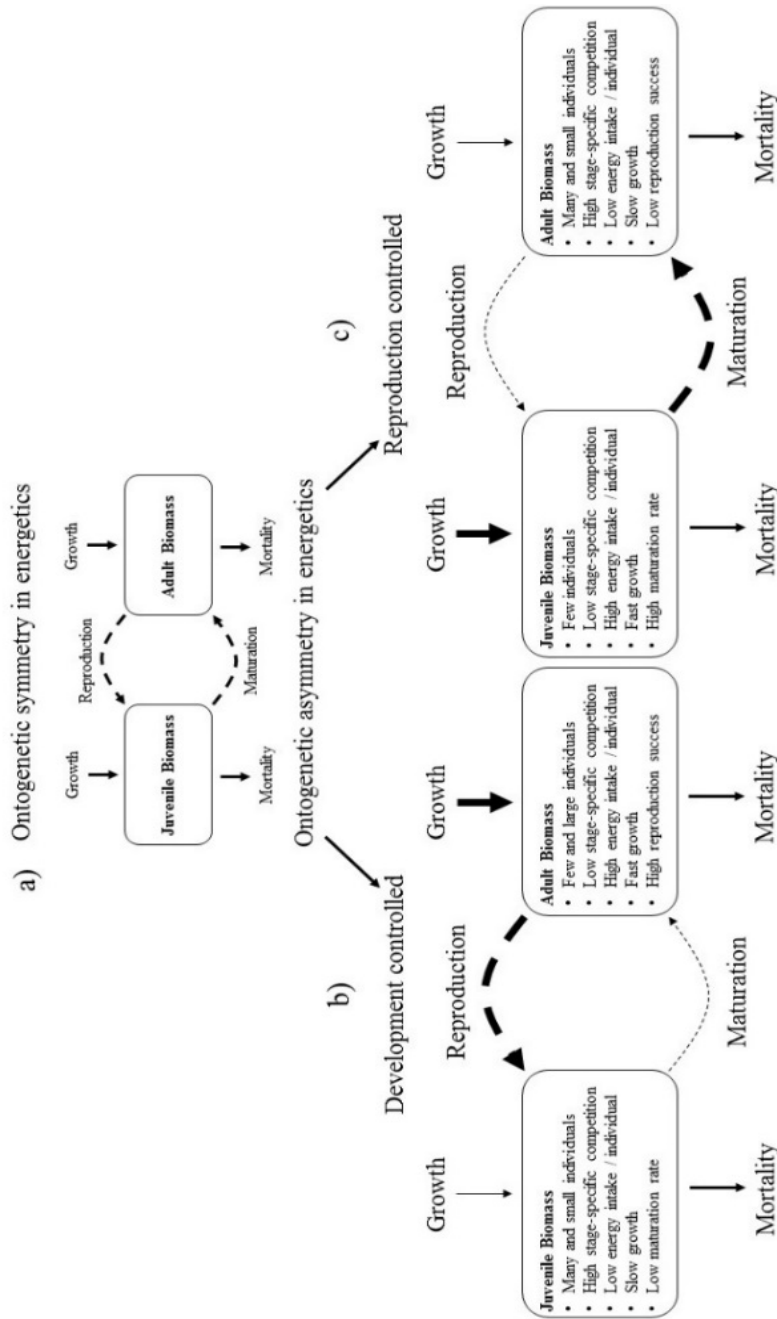 a) Ontogenetic symmetry in energetics
Growth
Growth
Reproduction
Juvenile Biomass
Adult Biomass
Maturation
Mortality
Mortality
Ontogenetic asymmetry in energetics
Development controlled
Reproduction controlled
b)
Growth
Reproduction
Growth
Juvenile Biomass
• Many and small individuals
• High stage-specific competition
• Low energy intake / individual
• Slow growth
• Low maturation rate
Adult Biomass
• Few and large individuals
• Low stage-specific competition
• High energy intake / individual
• Fast growth
• High reproduction success
Maturation
Mortality
Mortality
c)
Growth
Reproduction
Growth
Juvenile Biomass
• Few individuals
• Low stage-specific competition
• High energy intake / individual
• Fast growth
• High maturation rate
Adult Biomass
• Many and small individuals
• High stage-specific competition
• Low energy intake / individual
• Slow growth
• Low reproduction success
Maturation
Mortality
Mortality